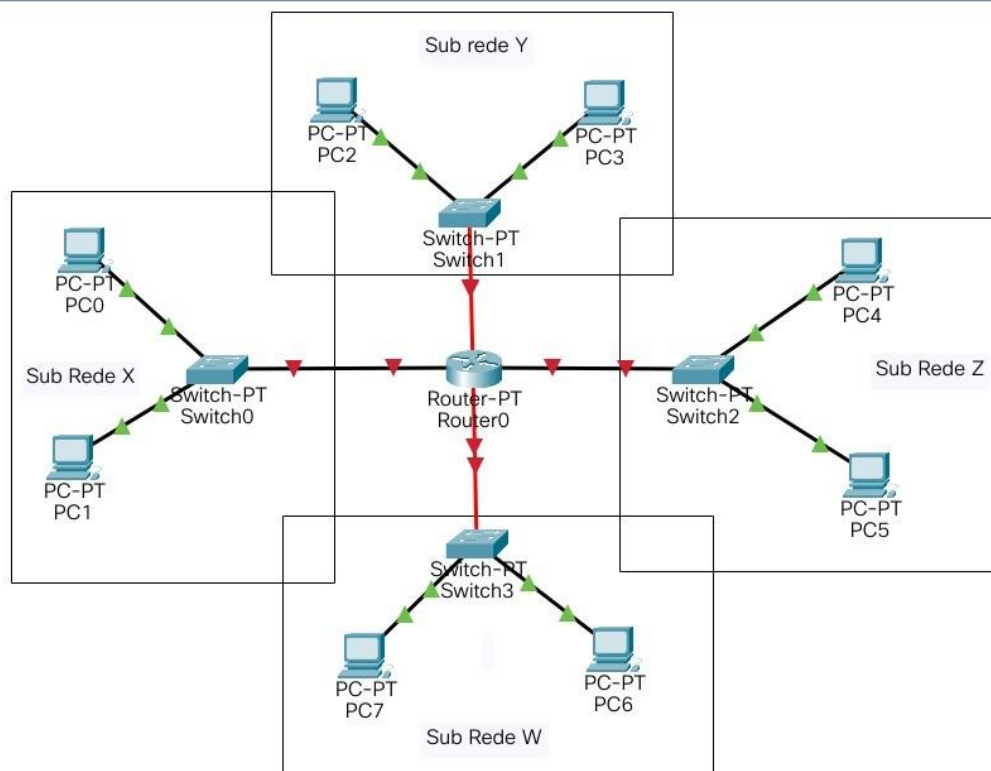 Sub rede Y
PC-PT
PC2
PC-PT
PC3
Switch-PT
Switch1
PC-PT
PC0
Sub Rede X
Switch-PT
Switch0
PC-PT
PC1
Router-PT
Router0
PC-PT
PC4
Sub Rede Z
Switch-PT
Switch2
PC-PT
PC5
Switch-PT
Switch3
PC-PT
PC7
PC-PT
PC6
Sub Rede W